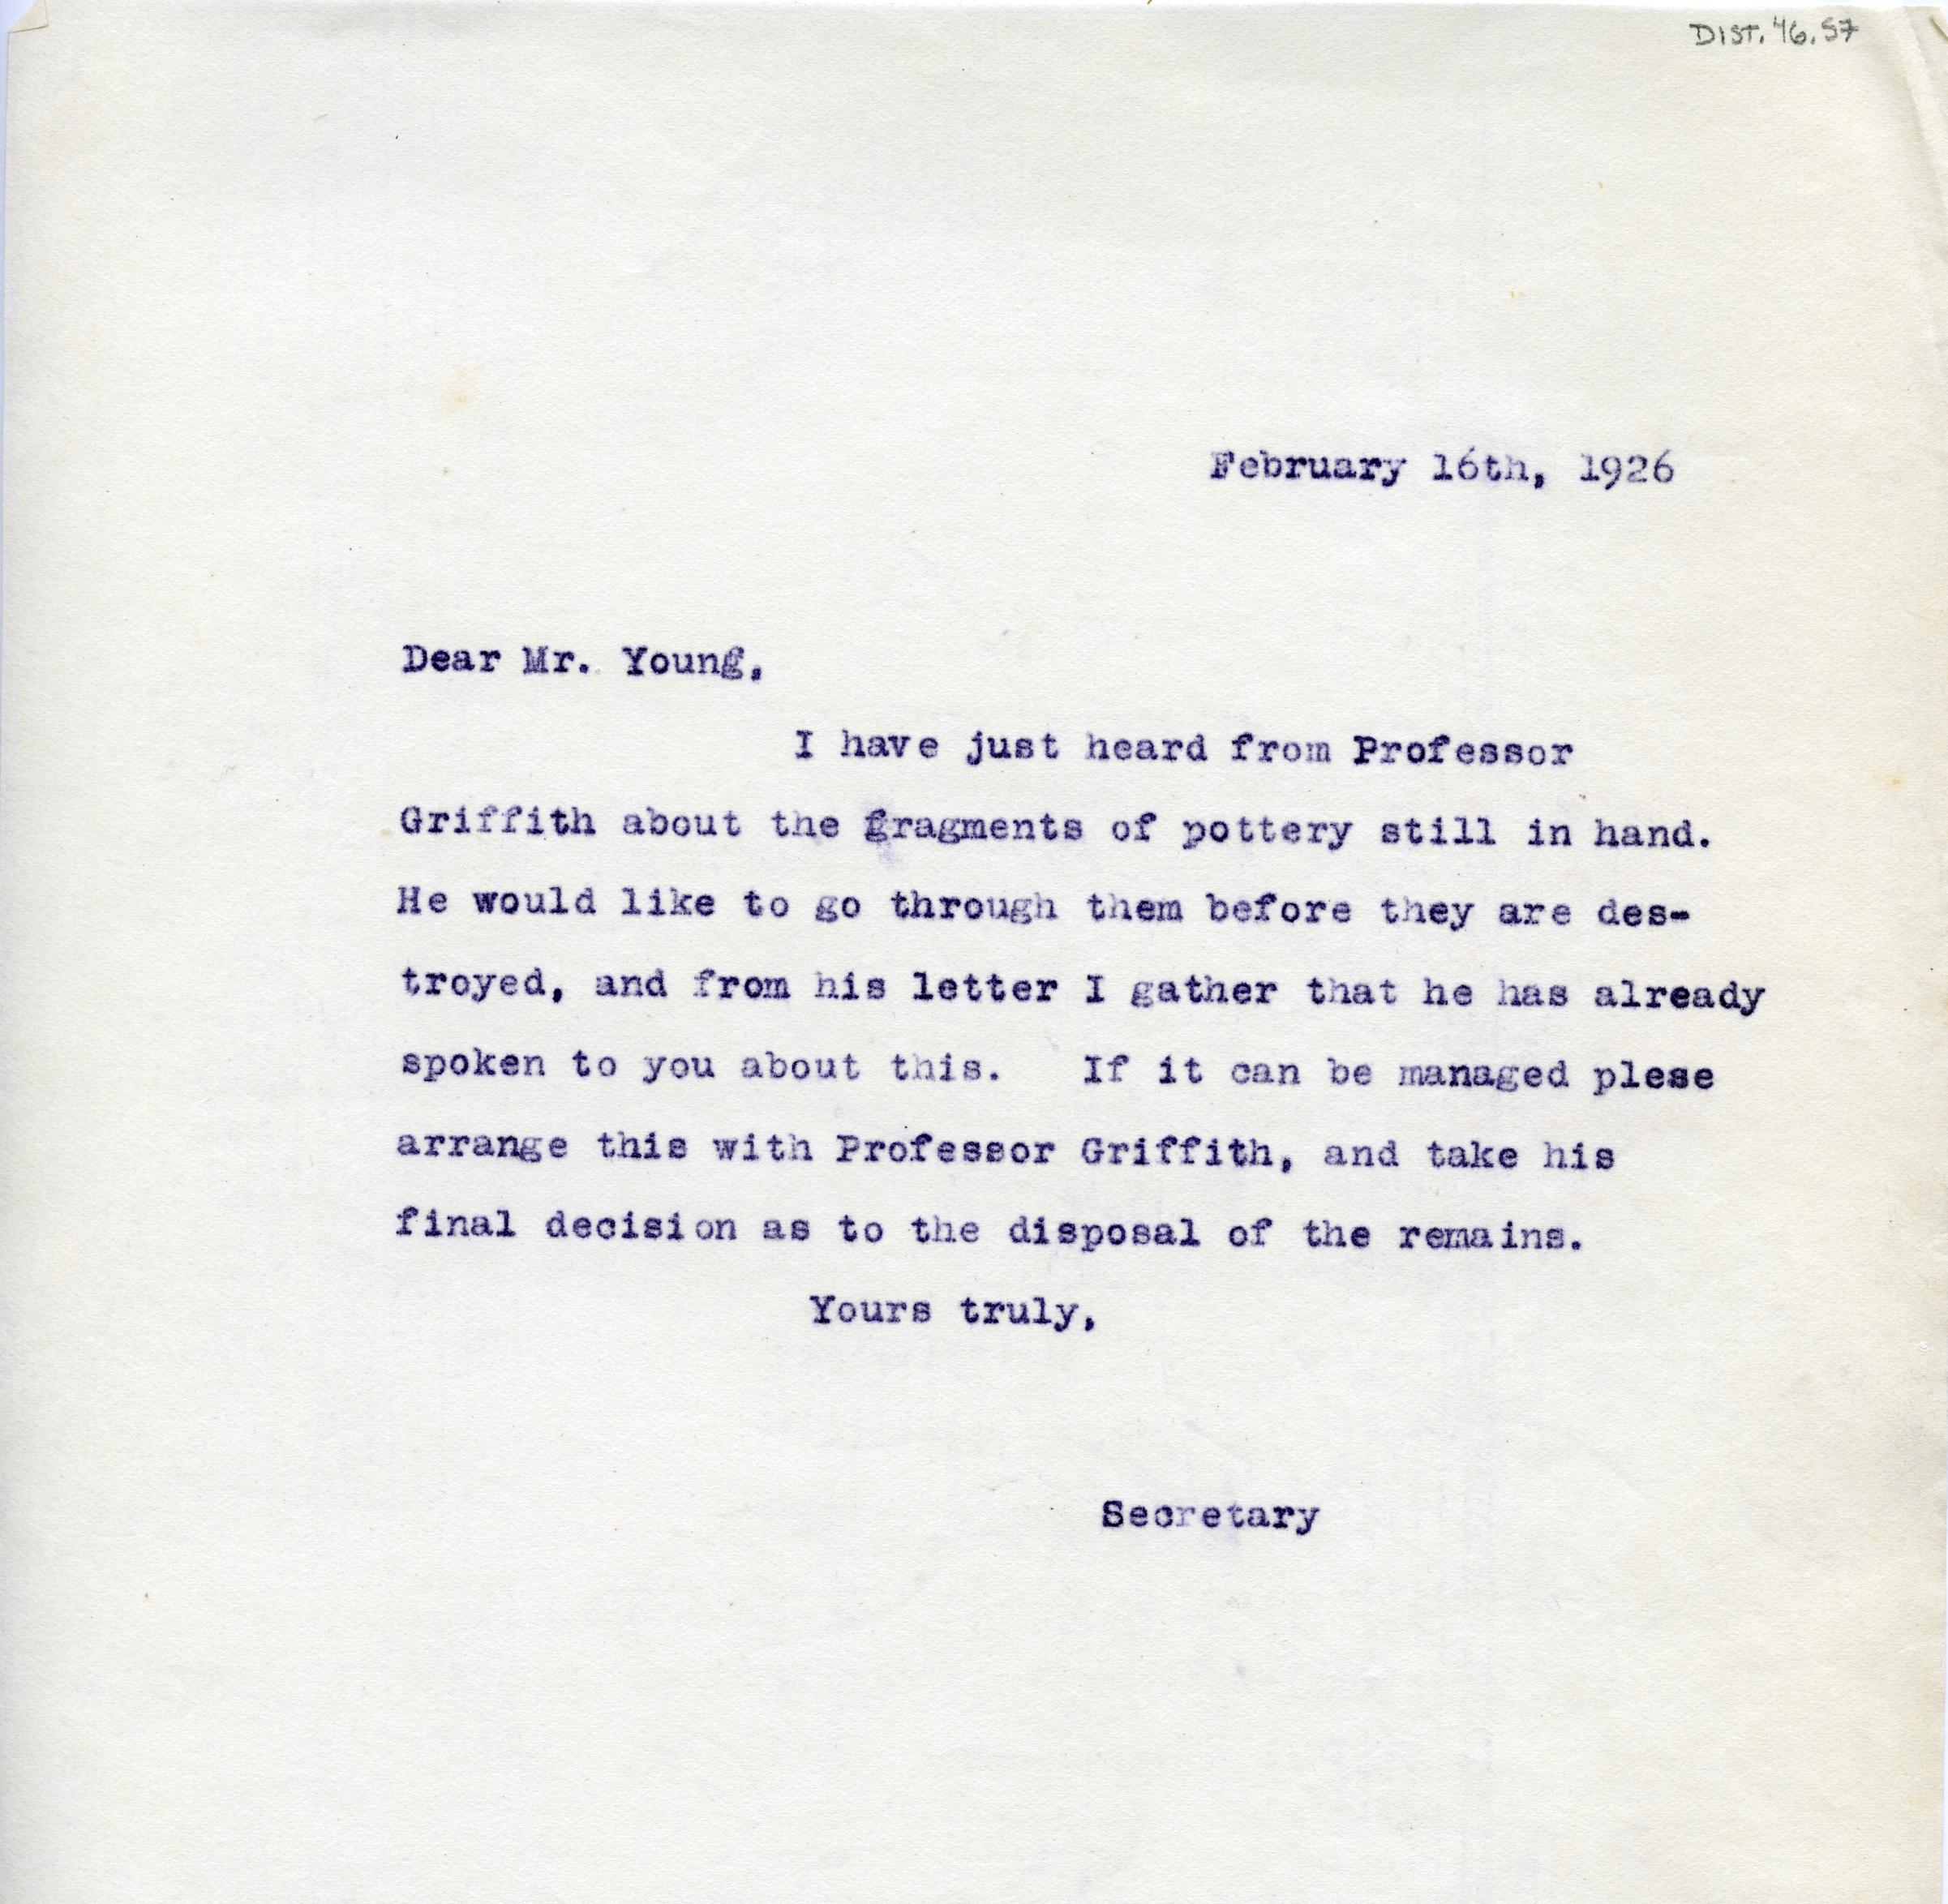 DIST. 46.57
February 16th, 1926
Dear Mr. Young,
I have just heard from Professor
Griffith about the fragments of pottery still in hand.
He would like to go through them before they are des-
troyed, and from his letter I gather that he has already
spoken to you about this. If it can be managed plese
arrange this with Professor Griffith, and take his
final decision as to the disposal of the remains.
Yours truly,
Secretary